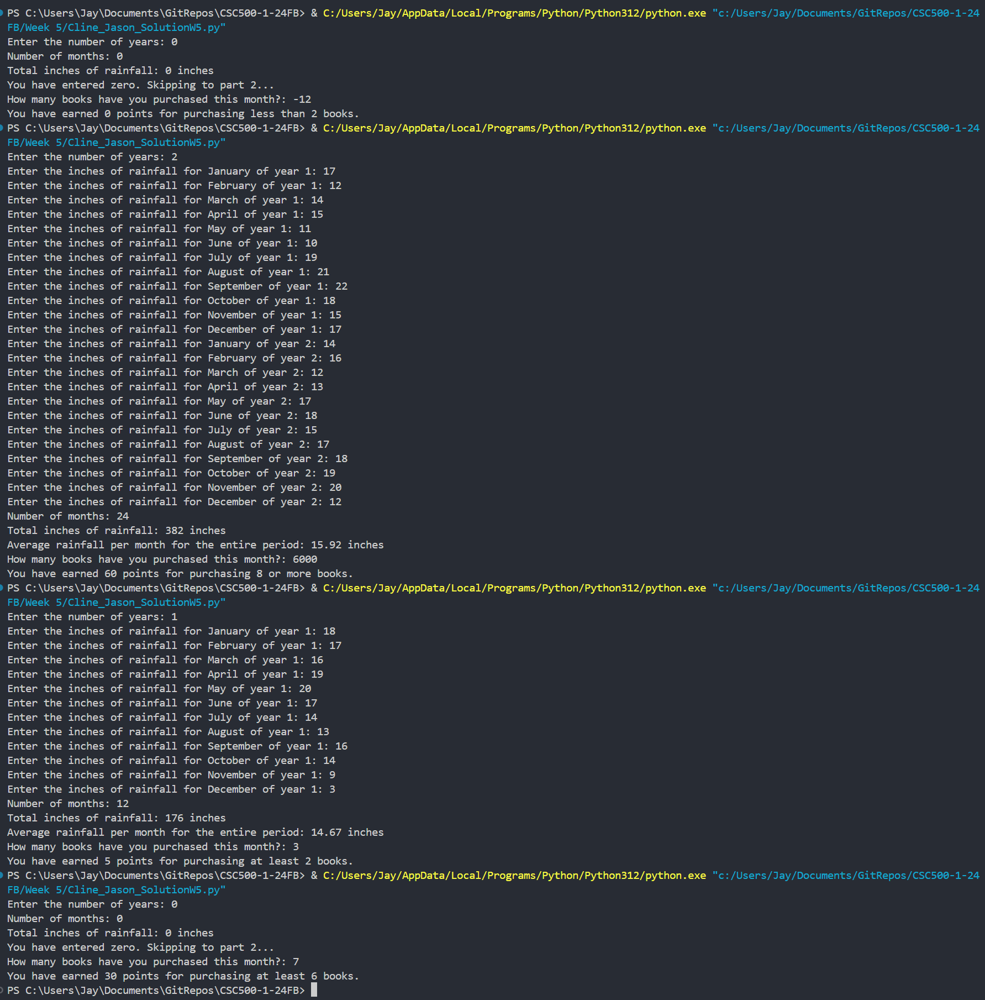 PS C:\Users\Jay\Documents\GitRepos\CSC500-1-24FB> & C:/Users/Jay/AppData/Local/Programs/Python/Python312/python.exe "c:/Users/Jay/Documents/GitRepos/CSC500-1-24
FB/Week 5/Cline_Jason_SolutionW5.py"
Enter the number of years: 0
Number of months: 0
Total inches of rainfall: 0 inches
You have entered zero. Skipping to part 2...
How many books have you purchased this month?: -12
You have earned 0 points for purchasing less than 2 books.
PS C:\Users\Jay\Documents\GitRepos\CSC500-1-24FB> & C:/Users/Jay/AppData/Local/Programs/Python/Python312/python.exe "c:/Users/Jay/Documents/GitRepos/CSC500-1-24
FB/Week 5/Cline_Jason_SolutionW5.py"
Enter the number of years: 2
Enter the inches of rainfall for January of year 1: 17
Enter the inches of rainfall for February of year 1: 12
Enter the inches of rainfall for March of year 1: 14
Enter the inches of rainfall for April of year 1: 15
Enter the inches of rainfall for May of year 1: 11
Enter the inches of rainfall for June of year 1: 10
Enter the inches of rainfall for July of year 1: 19
Enter the inches of rainfall for August of year 1: 21
Enter the inches of rainfall for September of year 1: 22
Enter the inches of rainfall for October of year 1: 18
Enter the inches of rainfall for November of year 1: 15
Enter the inches of rainfall for December of year 1: 17
Enter the inches of rainfall for January of year 2: 14
Enter the inches of rainfall for February of year 2: 16
Enter the inches of rainfall for March of year 2: 12
Enter the inches of rainfall for April of year 2: 13
Enter the inches of rainfall for May of year 2: 17
Enter the inches of rainfall for June of year 2: 18
Enter the inches of rainfall for July of year 2: 15
Enter the inches of rainfall for August of year 2: 17
Enter the inches of rainfall for September of year 2: 18
Enter the inches of rainfall for October of year 2: 19
Enter the inches of rainfall for November of year 2: 20
Enter the inches of rainfall for December of year 2: 12
Number of months: 24
Total inches of rainfall: 382 inches
Average rainfall per month for the entire period: 15.92 inches
How many books have you purchased this month?: 6000
You have earned 60 points for purchasing 8 or more books.
PS C:\Users\Jay\Documents\GitRepos\CSC500-1-24FB> & C:/Users/Jay/AppData/Local/Programs/Python/Python312/python.exe "c:/Users/Jay/Documents/GitRepos/CSC500-1-24
FB/Week 5/Cline_Jason_SolutionW5.py"
Enter the number of years: 1
Enter the inches of rainfall for January of year 1: 18
Enter the inches of rainfall for February of year 1: 17
Enter the inches of rainfall for March of year 1: 16
Enter the inches of rainfall for April of year 1: 19
Enter the inches of rainfall for May of year 1: 20
Enter the inches of rainfall for June of year 1: 17
Enter the inches of rainfall for July of year 1: 14
Enter the inches of rainfall for August of year 1: 13
Enter the inches of rainfall for September of year 1: 16
Enter the inches of rainfall for October of year 1: 14
Enter the inches of rainfall for November of year 1: 9
Enter the inches of rainfall for December of year 1: 3
Number of months: 12
Total inches of rainfall: 176 inches
Average rainfall per month for the entire period: 14.67 inches
How many books have you purchased this month?: 3
You have earned 5 points for purchasing at least 2 books.
PS C:\Users\Jay\Documents\GitRepos\CSC500-1-24FB> & C:/Users/Jay/AppData/Local/Programs/Python/Python312/python.exe "c:/Users/Jay/Documents/GitRepos/CSC500-1-24
FB/Week 5/Cline_Jason_SolutionW5.py"
Enter the number of years: 0
Number of months: 0
Total inches of rainfall: 0 inches
You have entered zero. Skipping to part 2...
How many books have you purchased this month?: 7
You have earned 30 points for purchasing at least 6 books.
PS C:\Users\Jay\Documents\GitRepos\CSC500-1-24FB>